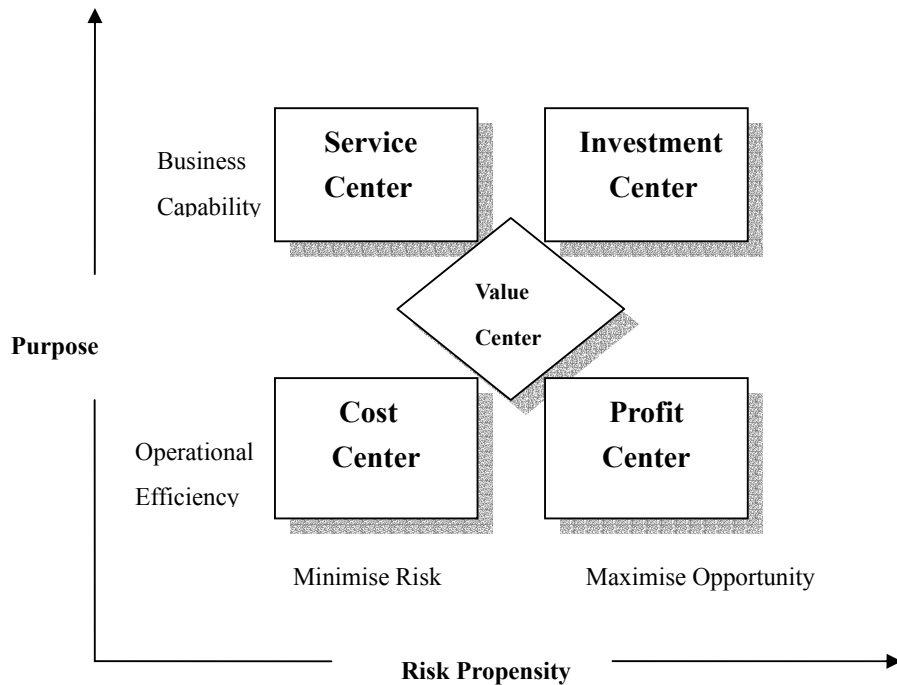 Service
Center
Investment
Center
Business
Capability
Value
Center
Purpose
Cost
Center
Profit
Center
Operational
Efficiency
Minimise Risk
Maximise Opportunity
Risk Propensity